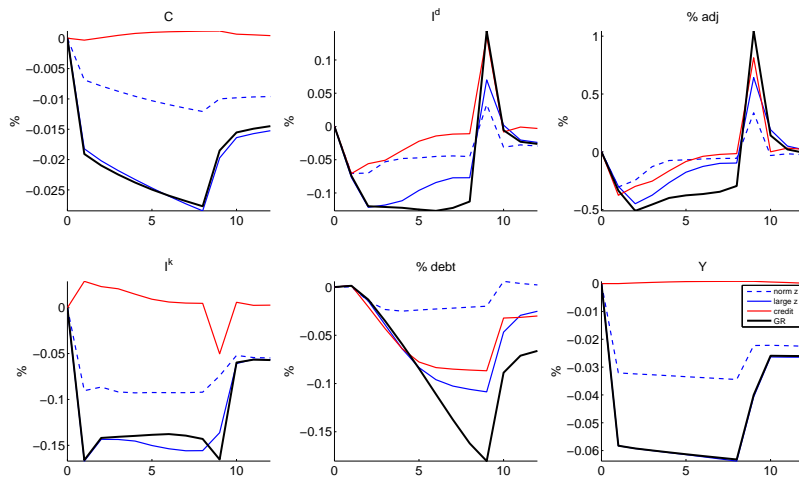 C
0
−0.005
−0.01
−0.015
−0.02
−0.025
%
0 5 10
I^d
0.1
0.05
0
−0.05
−0.1
%
0 5 10
% adj
1
0.5
0
−0.5
%
0 5 10
I^k
0
−0.05
−0.1
−0.15
%
0 5 10
% debt
0
−0.05
−0.1
−0.15
%
0 5 10
Y
0
−0.01
−0.02
−0.03
−0.04
−0.05
−0.06
%
0 5 10
norm z
large z
credit
GR